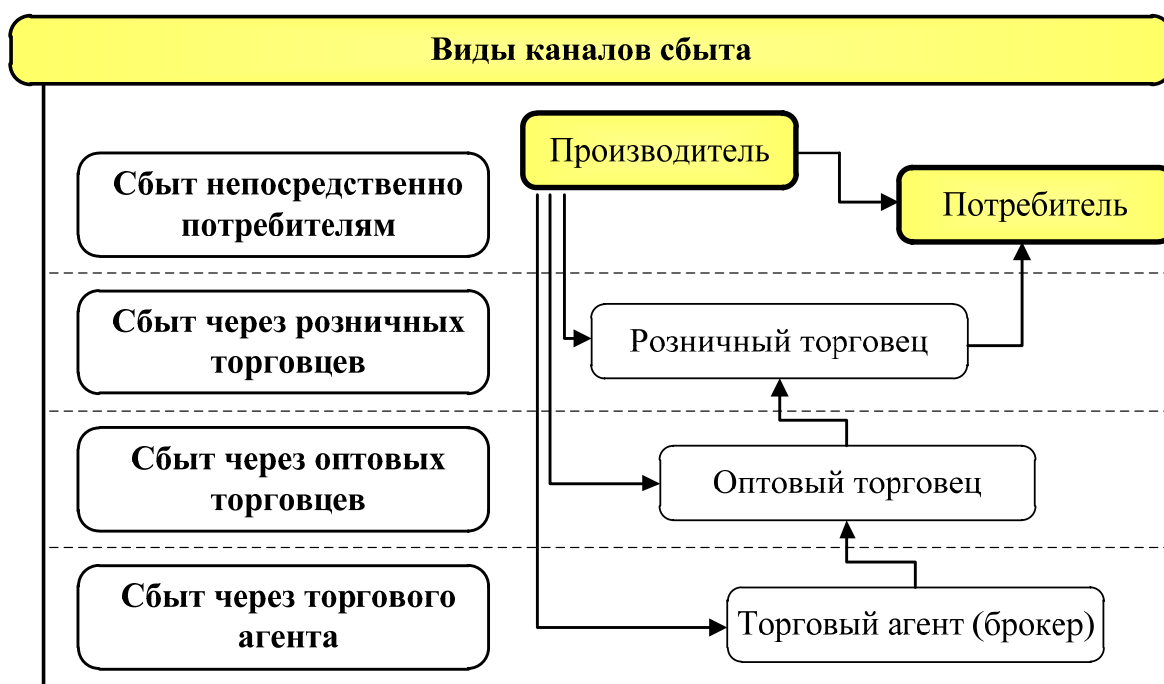 Виды каналов сбыта
Производитель
Сбыт непосредственно
потребителям
Потребитель
Сбыт через розничных
торговцев
Розничный торговец
Сбыт через оптовых
торговцев
Оптовый торговец
Сбыт через торгового
агента
Торговый агент (брокер)